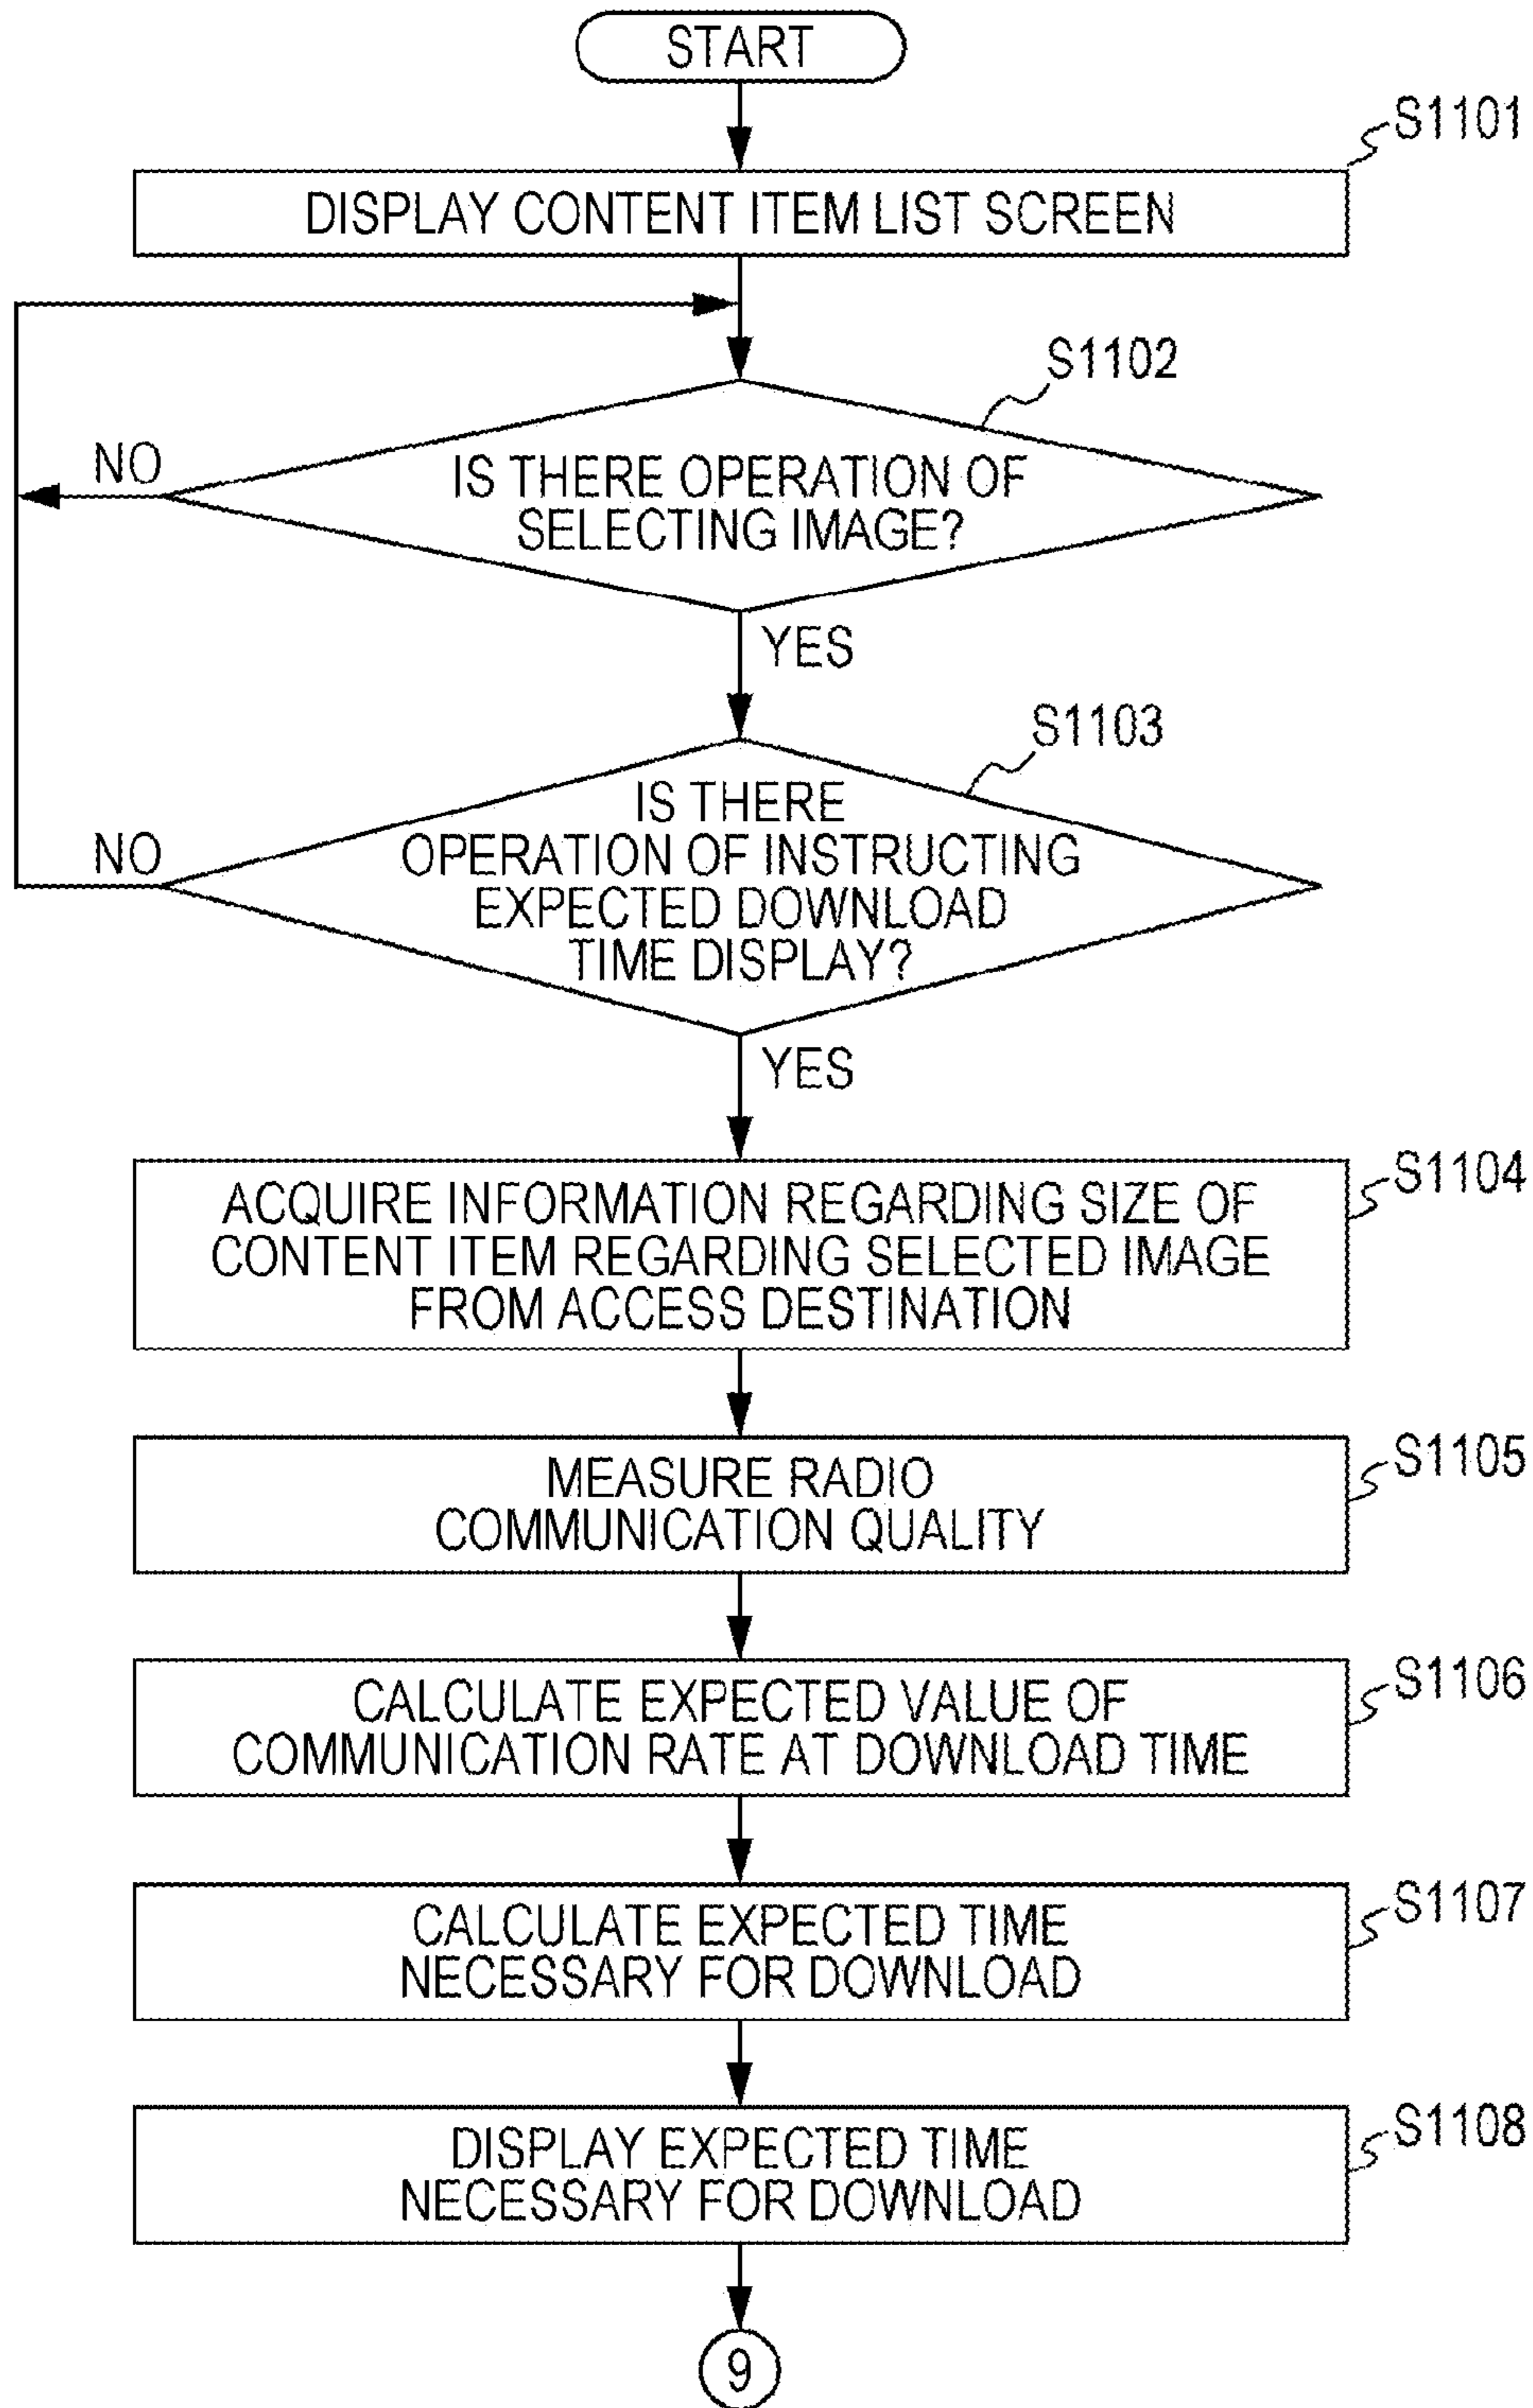 START
S1101
DISPLAY CONTENT ITEM LIST SCREEN
S1102
NO
IS THERE OPERATION OF
SELECTING IMAGE?
YES
S1103
NO
IS THERE
OPERATION OF INSTRUCTING
EXPECTED DOWNLOAD
TIME DISPLAY?
YES
S1104
ACQUIRE INFORMATION REGARDING SIZE OF
CONTENT ITEM REGARDING SELECTED IMAGE
FROM ACCESS DESTINATION
S1105
MEASURE RADIO
COMMUNICATION QUALITY
S1106
CALCULATE EXPECTED VALUE OF
COMMUNICATION RATE AT DOWNLOAD TIME
S1107
CALCULATE EXPECTED TIME
NECESSARY FOR DOWNLOAD
S1108
DISPLAY EXPECTED TIME
NECESSARY FOR DOWNLOAD
9